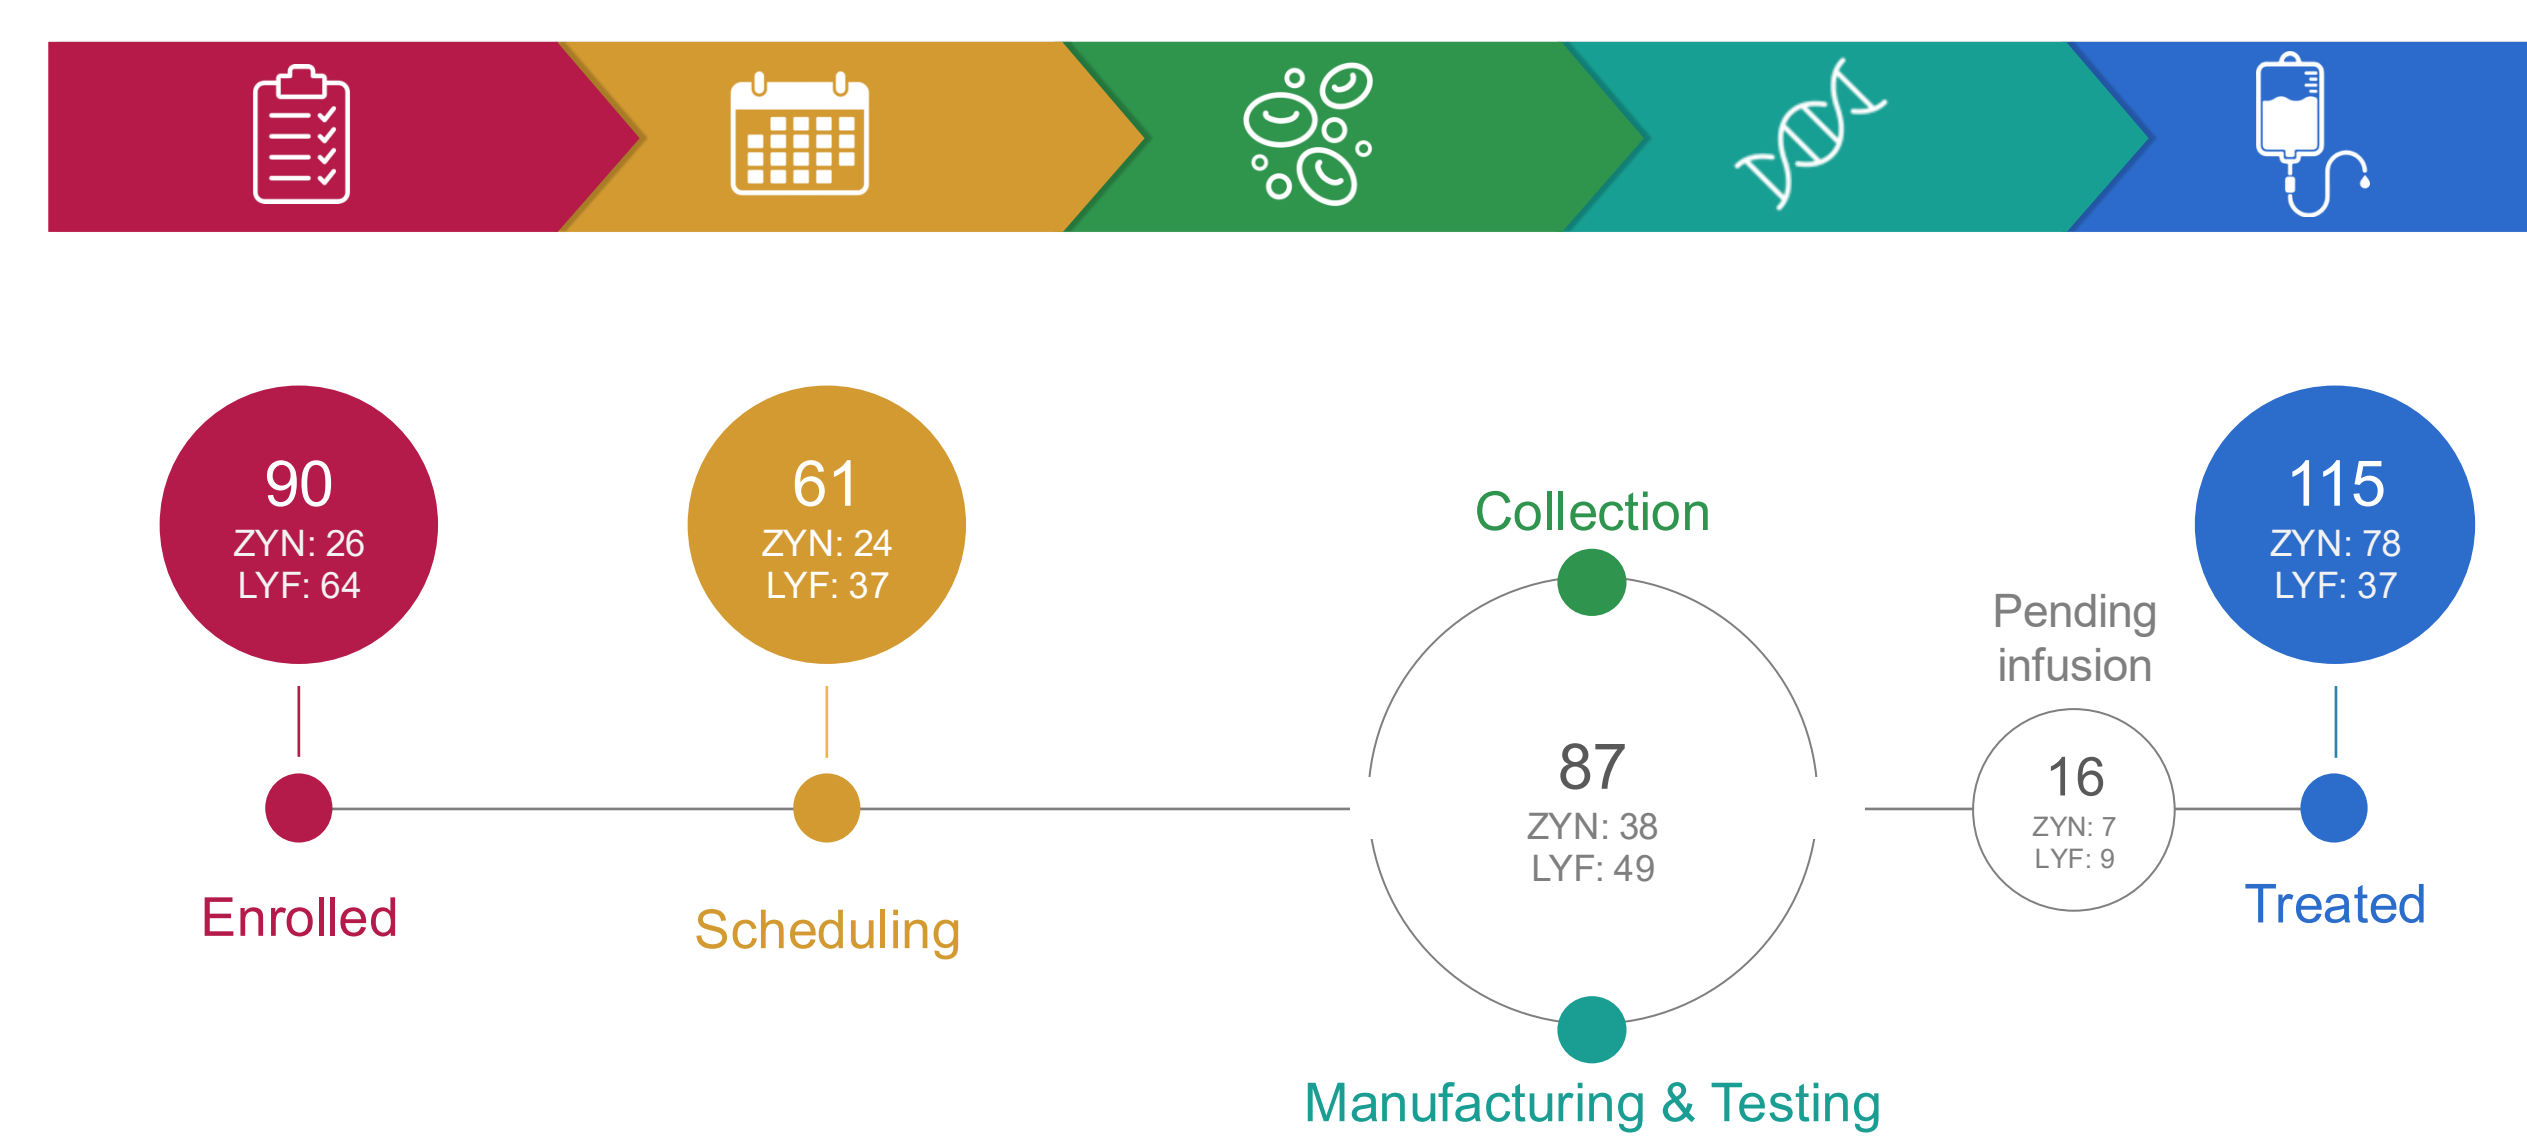 90
ZYN: 26
LYF: 64
Enrolled
61
ZYN: 24
LYF: 37
Scheduling
Collection
87
ZYN: 38
LYF: 49
Manufacturing & Testing
Pending
infusion
16
ZYN: 7
LYF: 9
115
ZYN: 78
LYF: 37
Treated